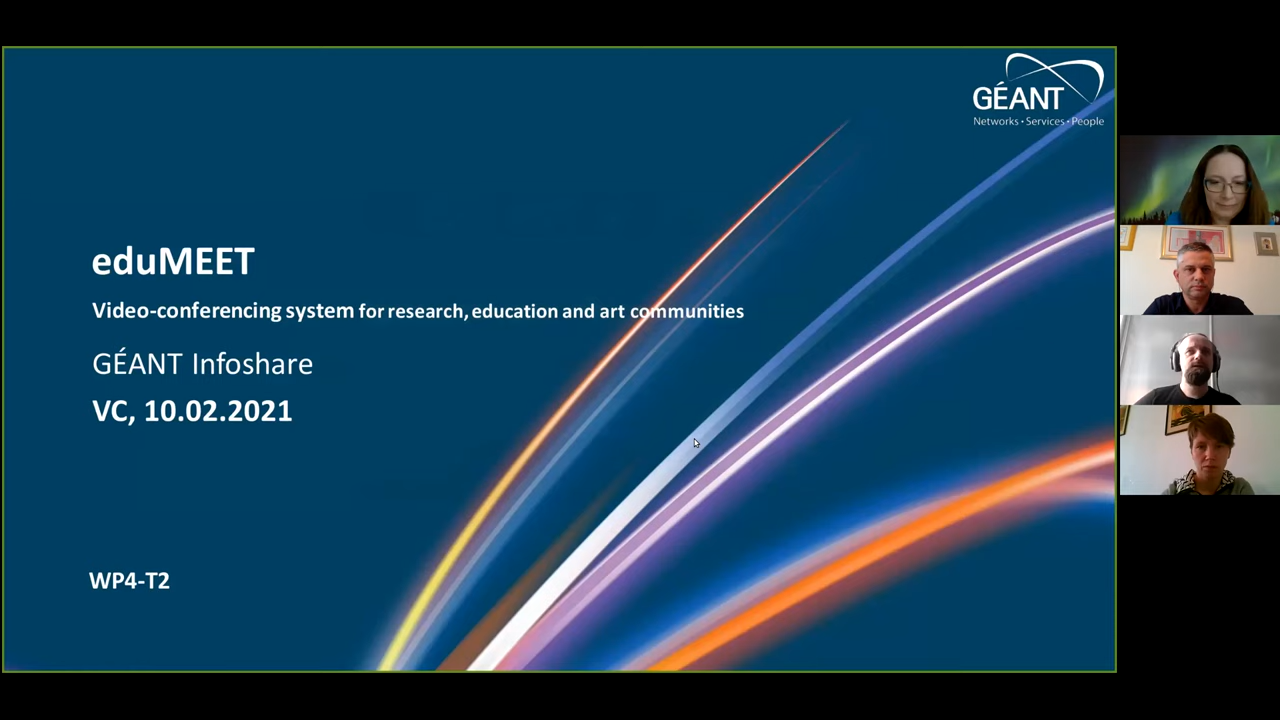 GÉANT
Networks • Services • People
eduMEET
Video-conferencing system for research, education and art communities
GÉANT Infoshare
VC, 10.02.2021
WP4-T2